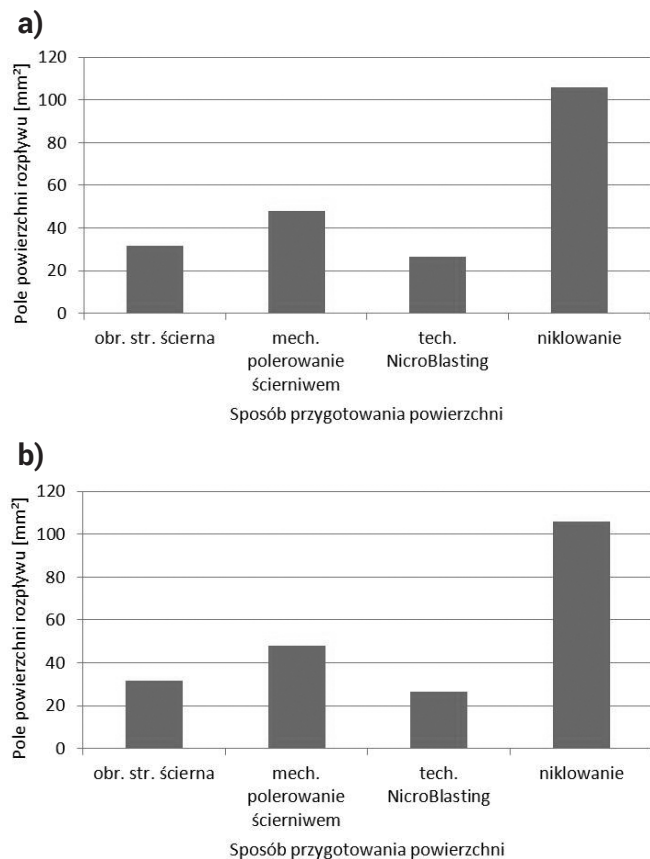 a)
Pole powierzchni rozpływu [mm²]
120
100
80
60
40
20
0
obr. str. ścierna
mech.
polerowanie
ścierniwem
tech.
NicroBlasting
niklowanie
Sposób przygotowania powierzchni
b)
Pole powierzchni rozpływu [mm²]
120
100
80
60
40
20
0
obr. str. ścierna
mech.
polerowanie
ścierniwem
tech.
NicroBlasting
niklowanie
Sposób przygotowania powierzchni